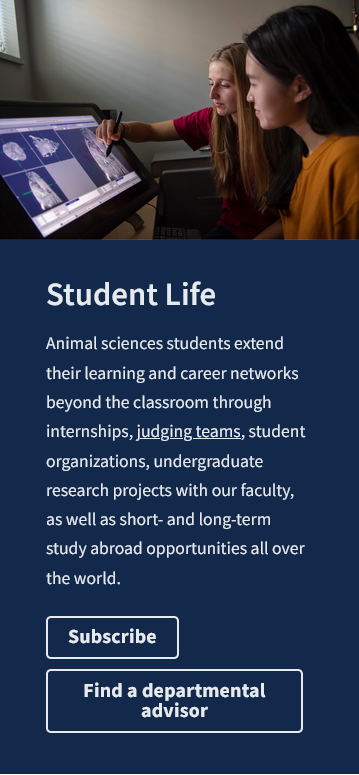 Student Life
Animal sciences students extend
their learning and career networks
beyond the classroom through
internships, judging teams, student
organizations, undergraduate
research projects with our faculty,
as well as short- and long-term
study abroad opportunities all over
the world.
Subscribe
Find a departmental
advisor